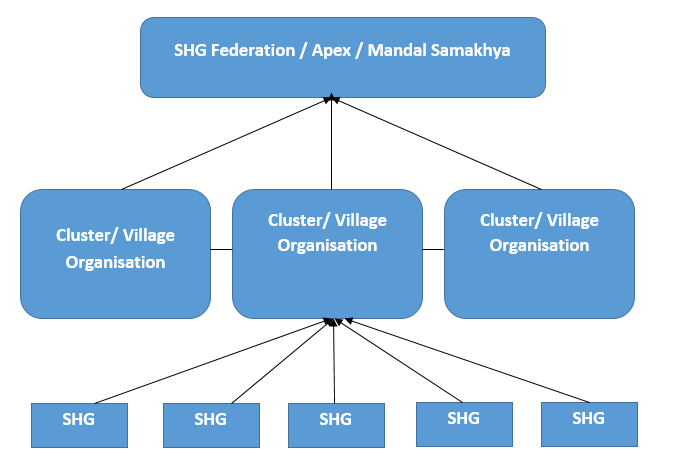 SHG Federation / Apex / Mandal Samakhya
Cluster/ Village
Organisation
Cluster/ Village
Organisation
Cluster/ Village
Organisation
SHG
SHG
SHG
SHG
SHG